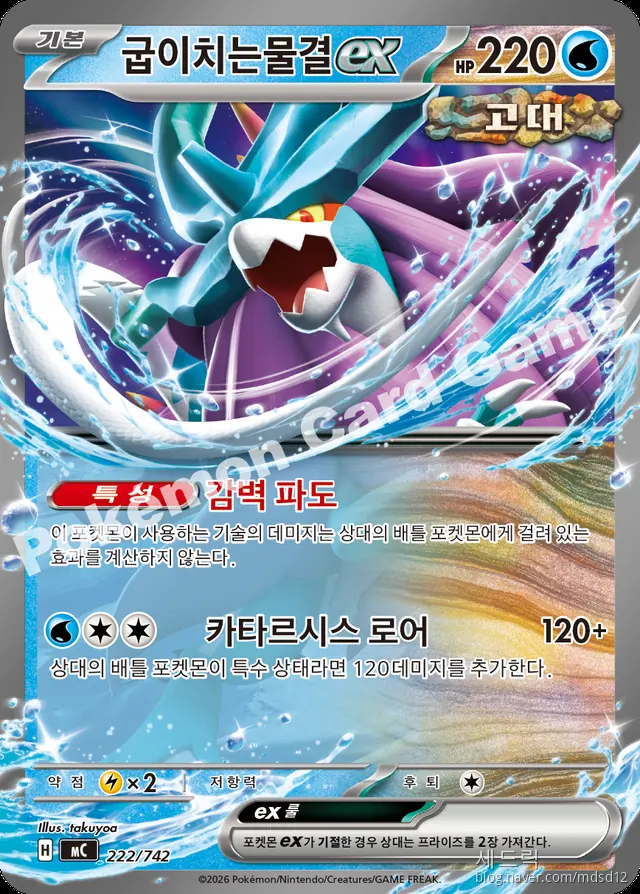 기본
굽이치는물결ex
HP 220
고대
Pokémon Card Game
특성 감벽 파도
이 포켓몬이 사용하는 기술의 데미지는 상대의 배틀 포켓몬에게 걸려 있는
효과를 계산하지 않는다.
카타르시스 로어 120+
상대의 배틀 포켓몬이 특수 상태라면 120데미지를 추가한다.
약점 ×2 저항력 후퇴
ex 룰
포켓몬 ex가 기절한 경우 상대는 프라이즈를 2장 가져간다.
Illus. takuyoa
H MC 222/742
©2026 Pokémon/Nintendo/Creatures/GAME FREAK.
세드릭
blog.naver.com/mdsd12